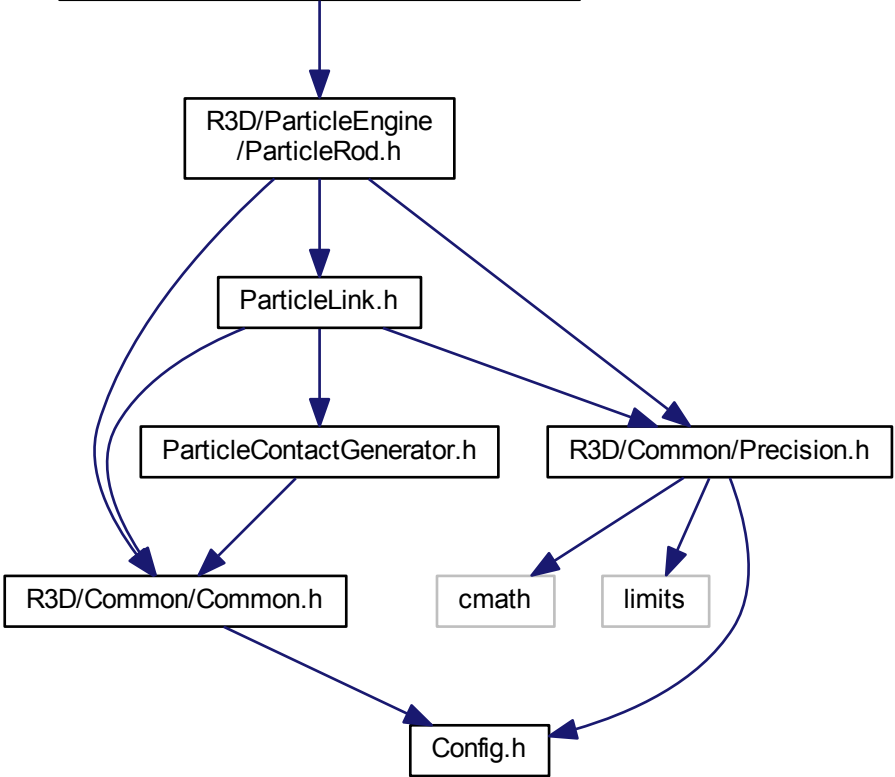 R3D/ParticleEngine
/ParticleRod.h
ParticleLink.h
ParticleContactGenerator.h
R3D/Common/Precision.h
R3D/Common/Common.h
cmath
limits
Config.h